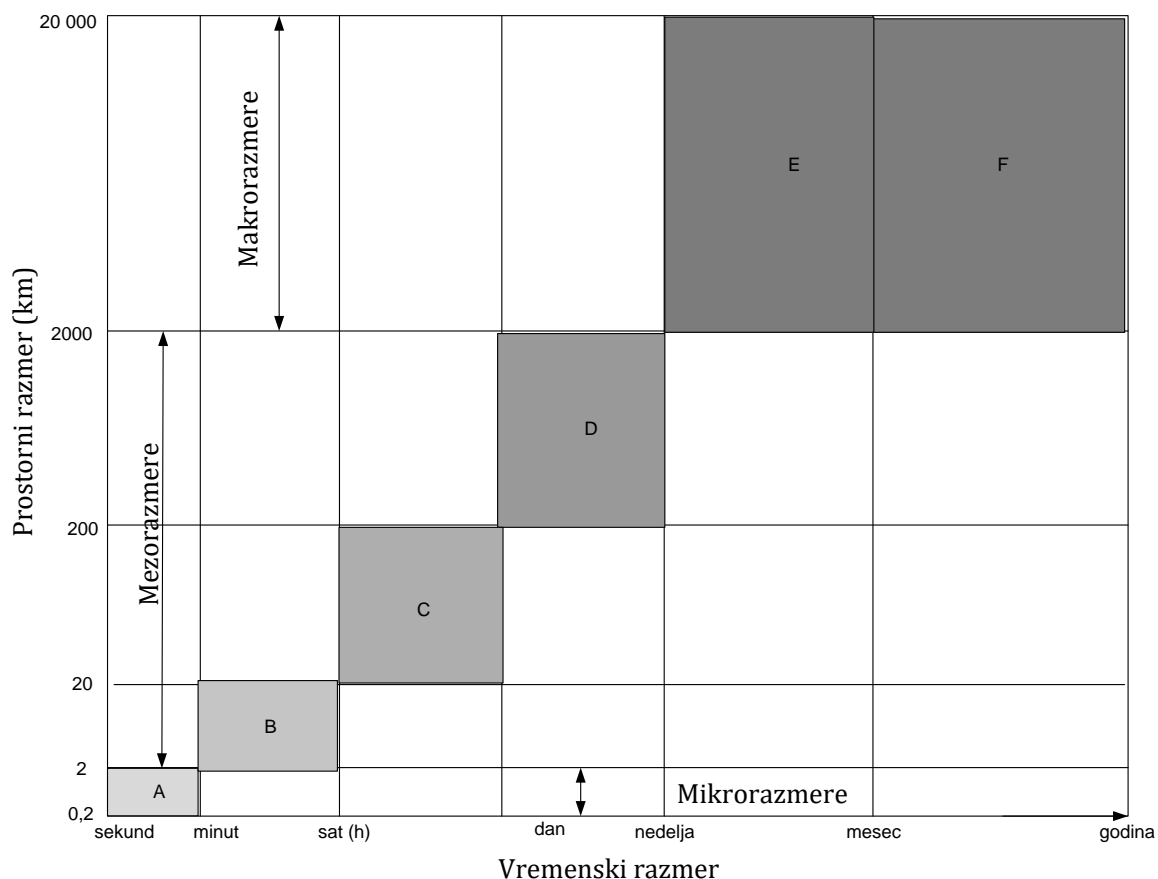 20 000
Makrorazmere
E
F
Prostorni razmer (km)
2000
Mezorazmere
D
200
C
20
B
2
A
Mikrorazmere
0,2
sekund
minut
sat (h)
dan
nedelja
mesec
godina
Vremenski razmer